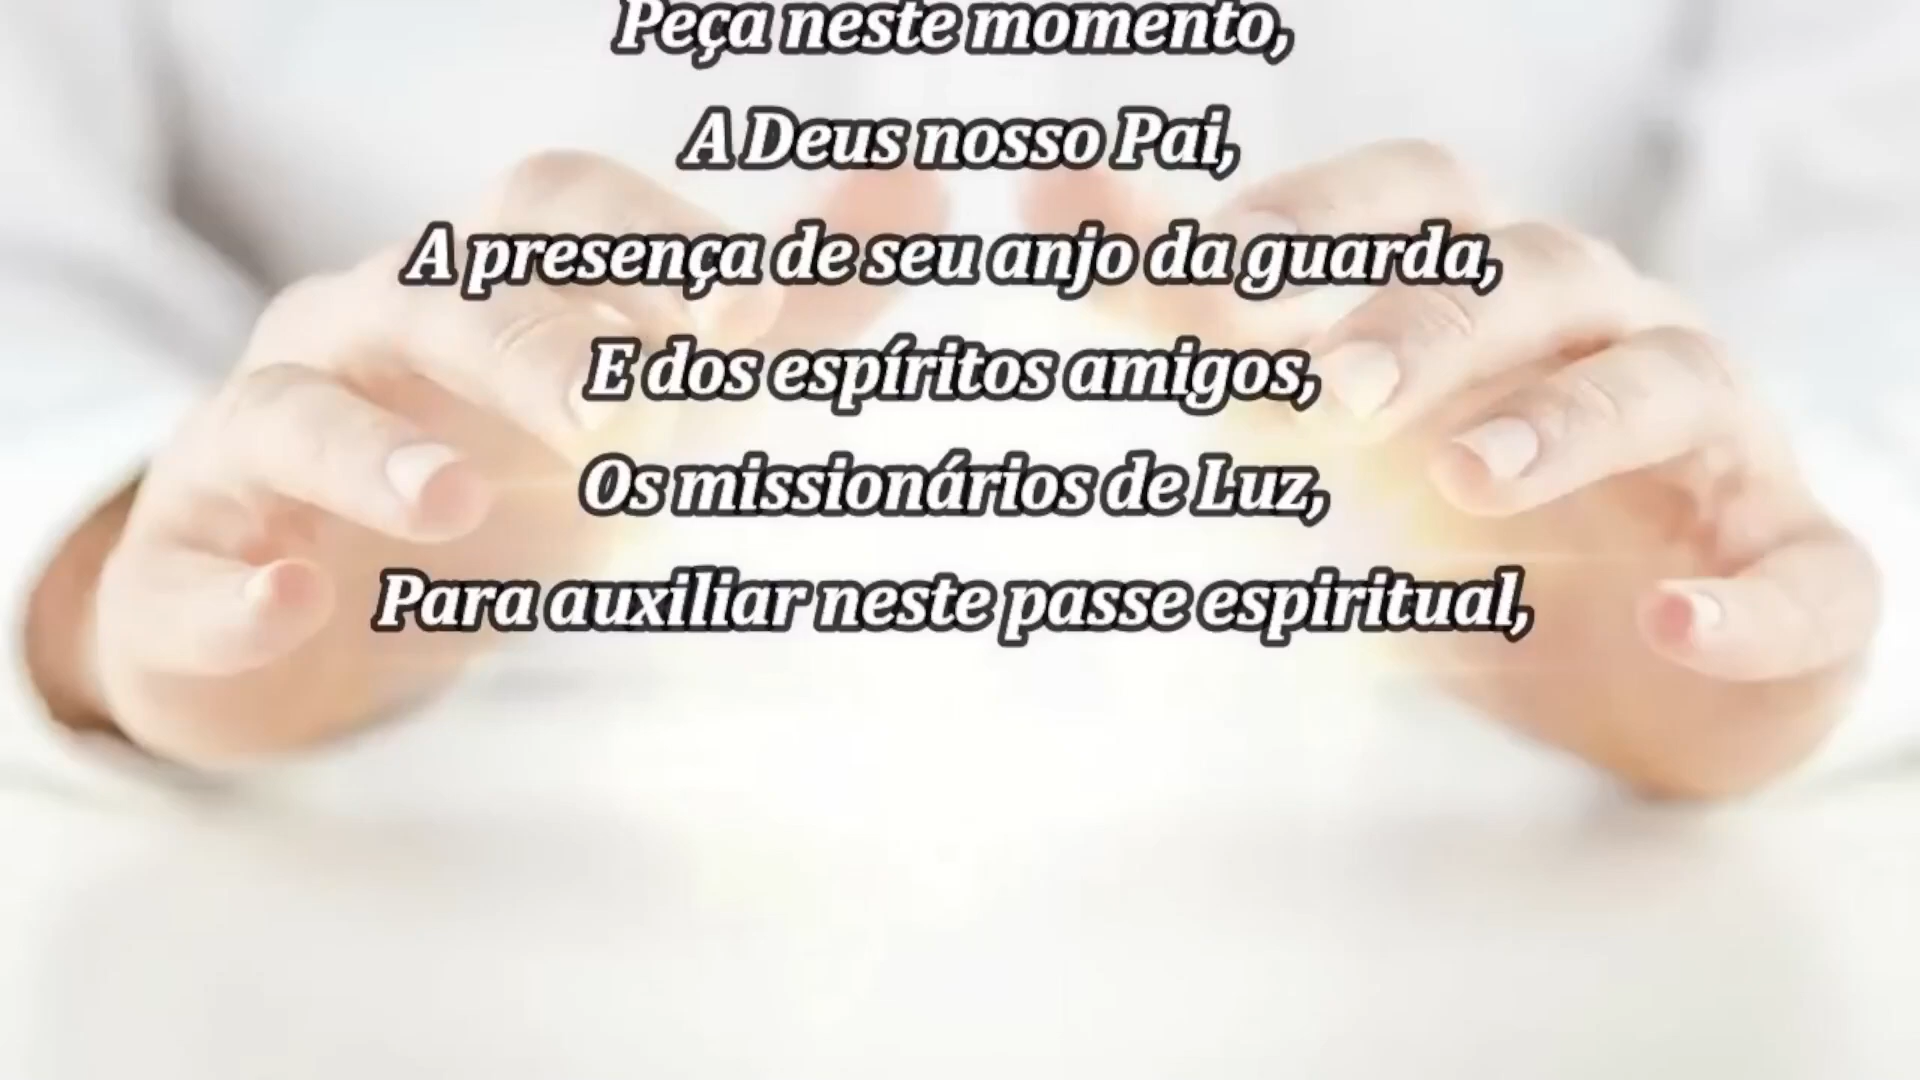 Peça neste momento,
A Deus nosso Pai,
A presença de seu anjo da guarda,
E dos espíritos amigos,
Os missionários de Luz,
Para auxiliar neste passe espiritual,